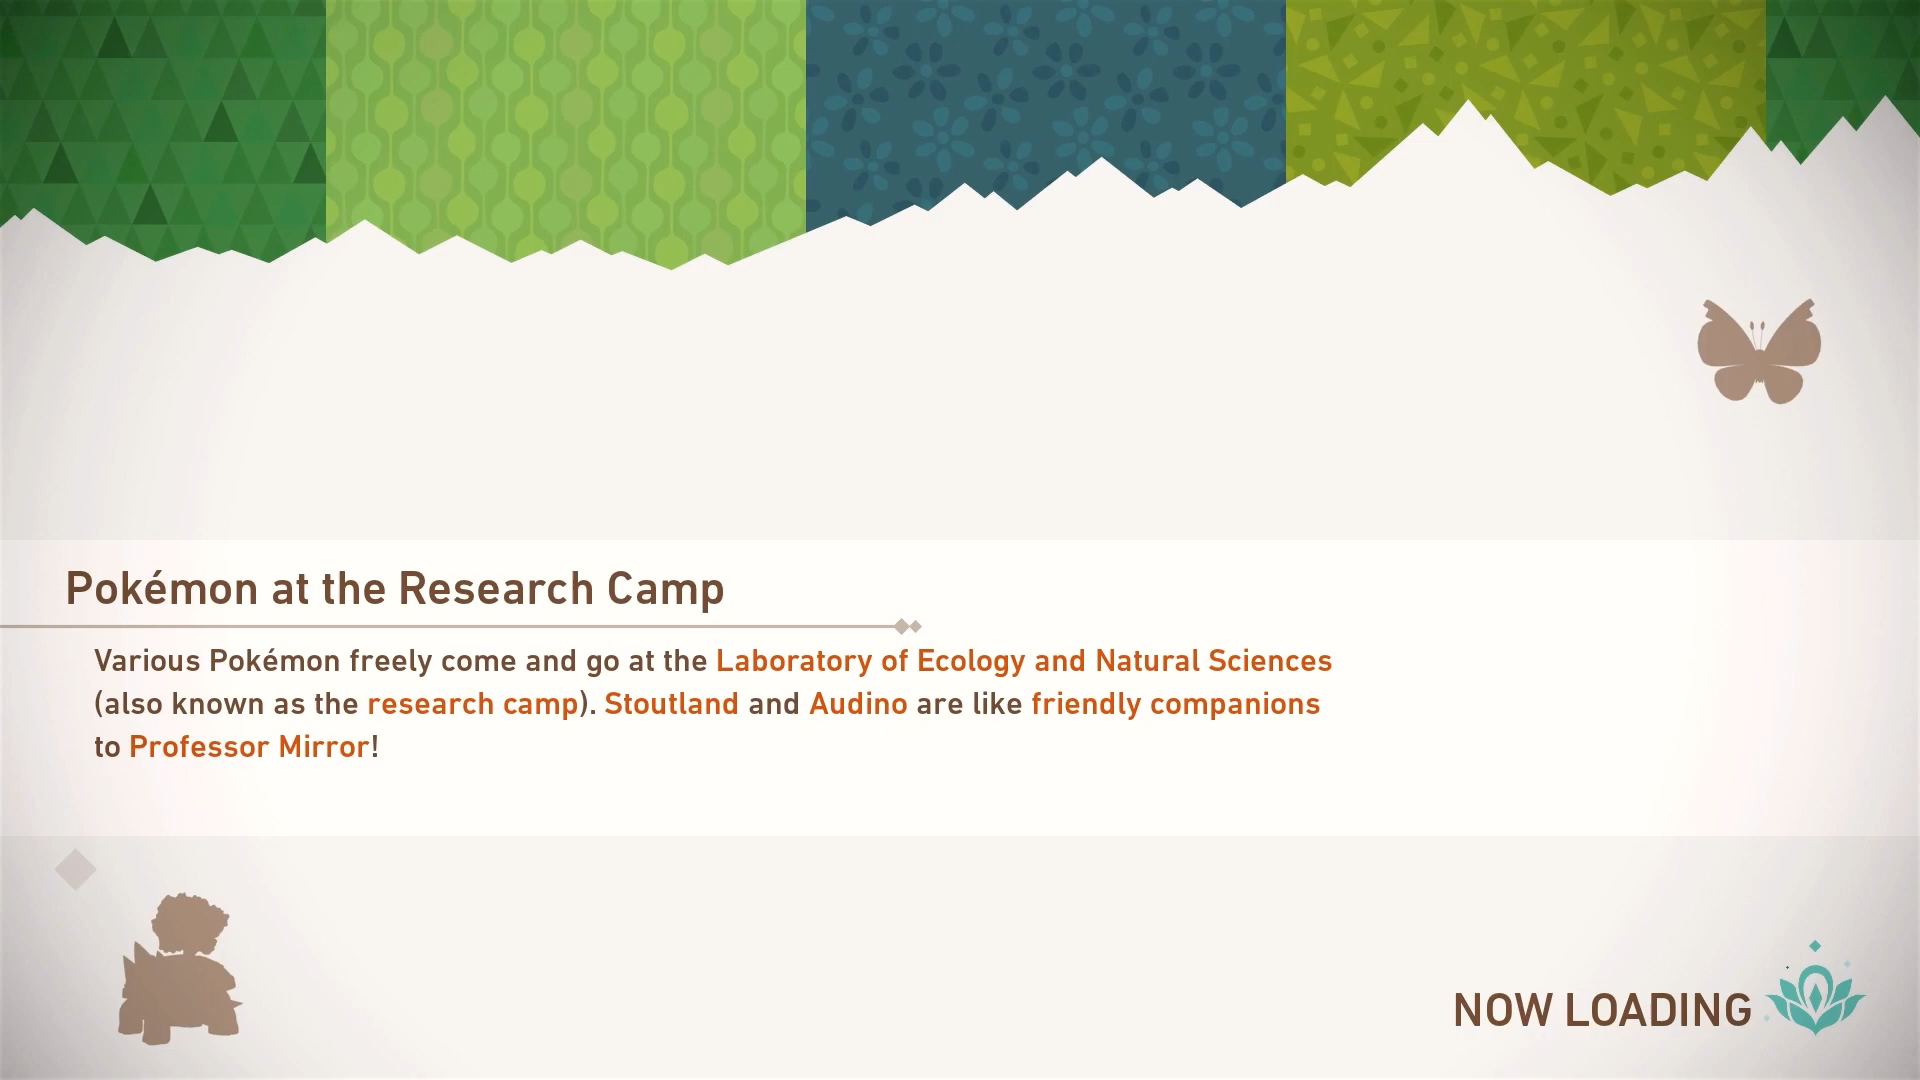 Pokémon at the Research Camp
Various Pokémon freely come and go at the Laboratory of Ecology and Natural Sciences
(also known as the research camp). Stoutland and Audino are like friendly companions
to Professor Mirror!
NOW LOADING